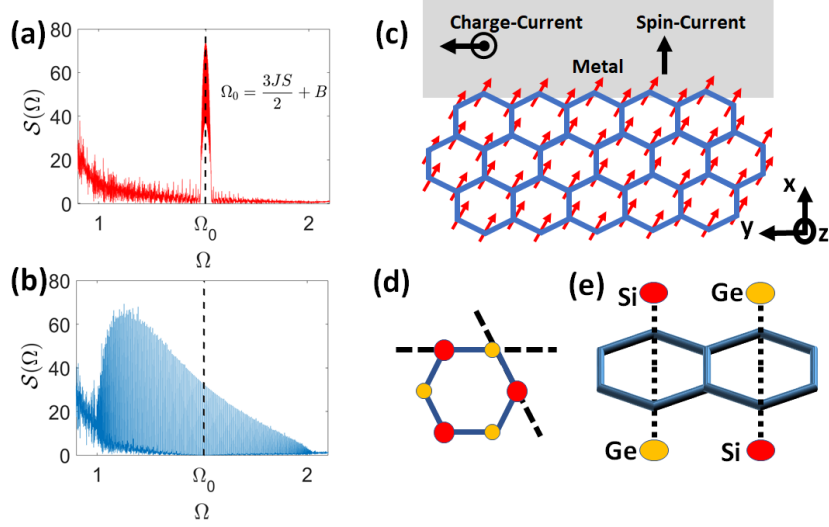 (a)
80
60
40
20
0
S(Ω)
Ω₀ = 3JS/2 + B
1
Ω₀
2
Ω
(b)
80
60
40
20
0
S(Ω)
1
Ω₀
2
Ω
(c)
Charge-Current
Spin-Current
Metal
x
y
z
(d)
(e)
Si
Ge
Ge
Si